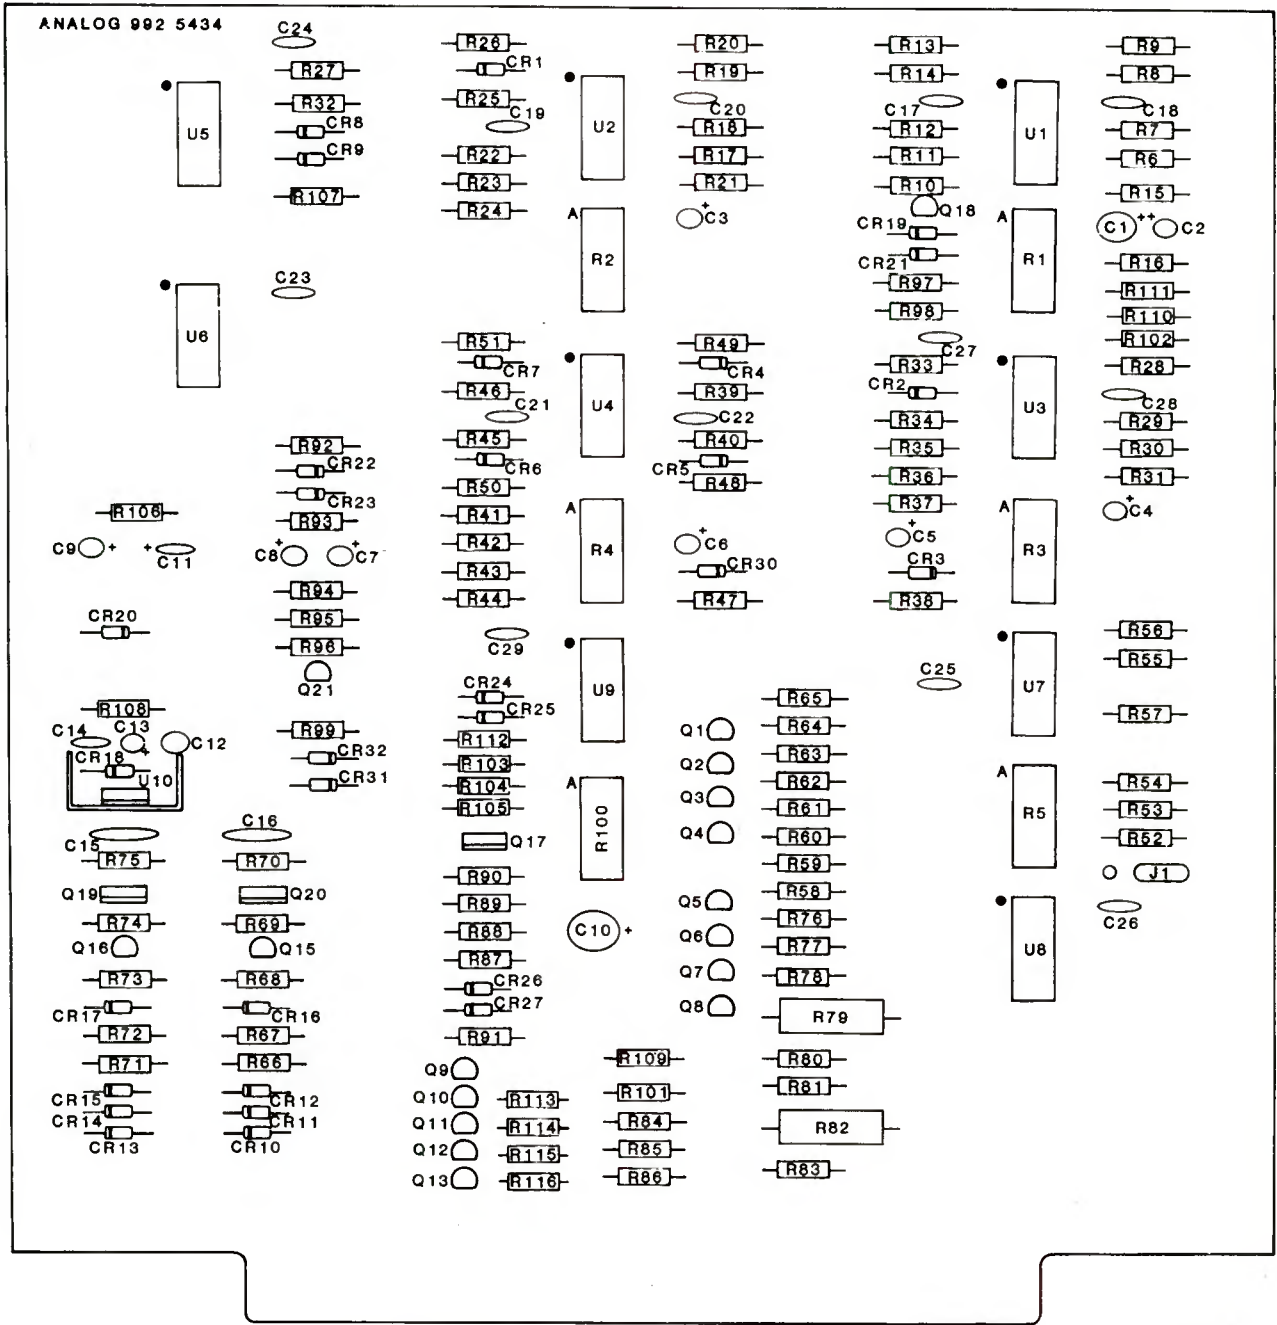 ANALOG 992 5434
C24
R26
R20
R13
R9
R27
CR1
R19
R14
R8
R32
R25
C19
C20
C17
C18
U5
CR8
U2
R18
R12
U1
R7
CR9
R22
R17
R11
R6
R107
R23
R21
R10
R15
R24
A
+
C3
Q18
A
C1
++
C2
CR19
R2
CR21
R1
R16
C23
R97
R111
R98
R110
U6
R51
R49
C27
R102
CR7
CR4
R33
R28
R46
R39
CR2
C21
U4
C22
U3
C28
R34
R29
R92
R45
R40
R35
R30
CR22
CR6
CR5
R36
R31
CR23
R50
R48
R37
R106
R93
R41
A
A
+
C4
C9
+
+
C11
C8
+
+
C7
R42
R4
+
C6
+
C5
R3
R94
R43
CR30
CR3
R95
R44
R47
R38
CR20
R96
C29
R56
Q21
U9
C25
R55
CR24
U7
R108
CR25
R65
R57
C14
C13
+
C12
R99
R112
Q1
R64
CR18
CR32
R103
Q2
R63
U10
CR31
R104
A
Q3
R62
A
R54
R105
R61
R53
C15
C16
Q17
R100
Q4
R60
R5
R52
R75
R70
R90
R59
J1
Q19
Q20
R89
Q5
R58
C26
R74
R69
R88
C10
+
Q6
R76
U8
Q16
Q15
R87
R77
R73
R68
CR26
Q7
R78
CR17
CR16
CR27
Q8
R79
R72
R67
R91
R71
R66
Q9
R109
R80
CR15
CR12
Q10
R113
R101
R81
CR14
CR11
Q11
R114
R84
R82
CR13
CR10
Q12
R115
R85
Q13
R116
R86
R83